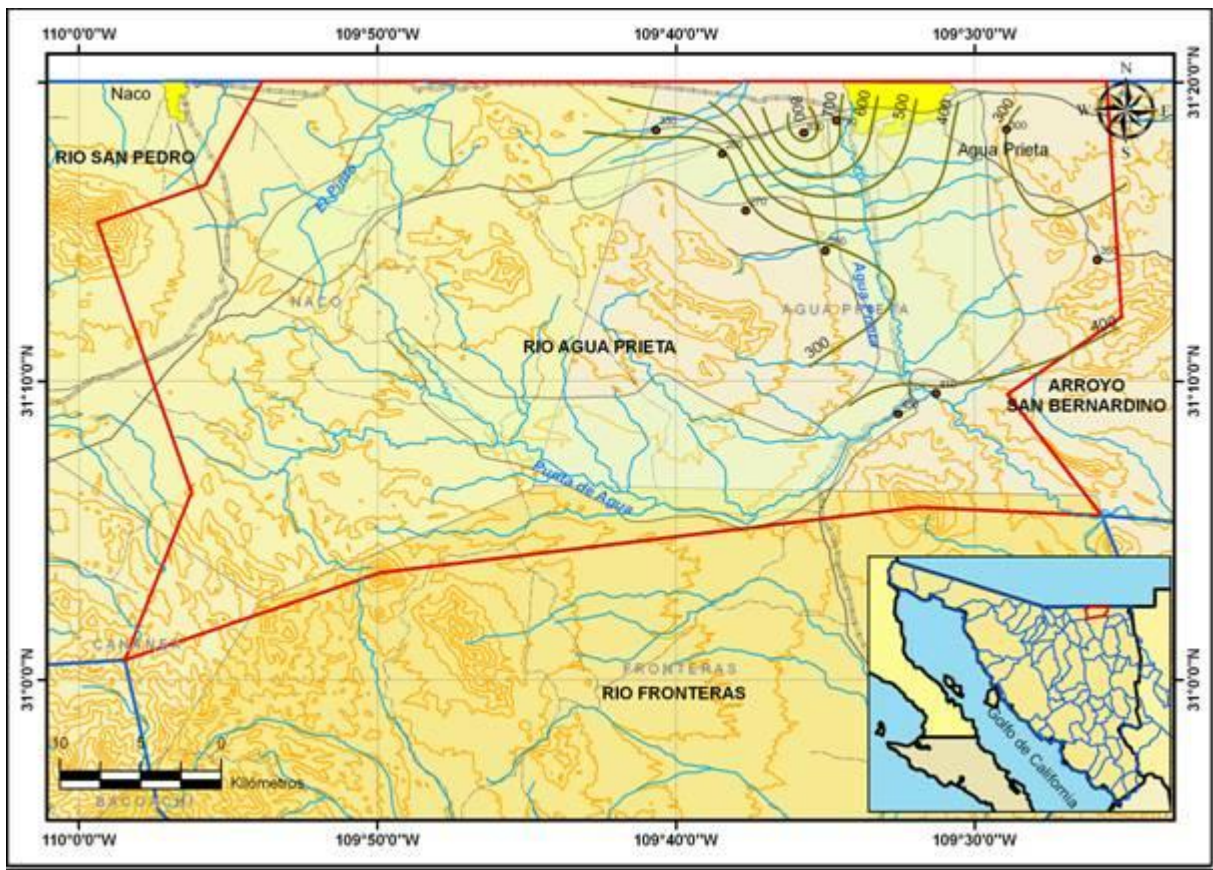 110°0'0"W 109°50'0"W 109°40'0"W 109°30'0"W
31°20'0"N
N
W E
S
Naco
800 700 600 500 400 300
300
Agua Prieta
RIO SAN PEDRO
El Pinto
270
NACO
AGUA PRIETA
Agua Prieta
RIO AGUA PRIETA
300
400
31°10'0"N 31°10'0"N
ARROYO
SAN BERNARDINO
Punta de Agua
CANANEA
FRONTERAS
RIO FRONTERAS
31°0'0"N 31°0'0"N
10 5 0
Kilómetros
BACOACHI
Golfo de California
110°0'0"W 109°50'0"W 109°40'0"W 109°30'0"W